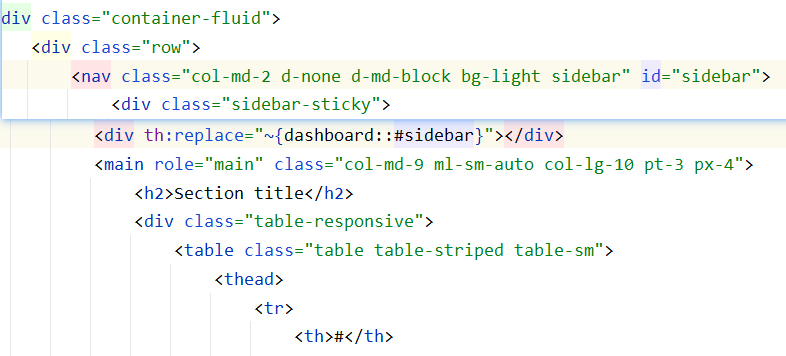 div class="container-fluid">
<div class="row">
<nav class="col-md-2 d-none d-md-block bg-light sidebar" id="sidebar">
<div class="sidebar-sticky">
<div th:replace="~{dashboard::#sidebar}"></div>
<main role="main" class="col-md-9 ml-sm-auto col-lg-10 pt-3 px-4">
<h2>Section title</h2>
<div class="table-responsive">
<table class="table table-striped table-sm">
<thead>
<tr>
<th>#</th>